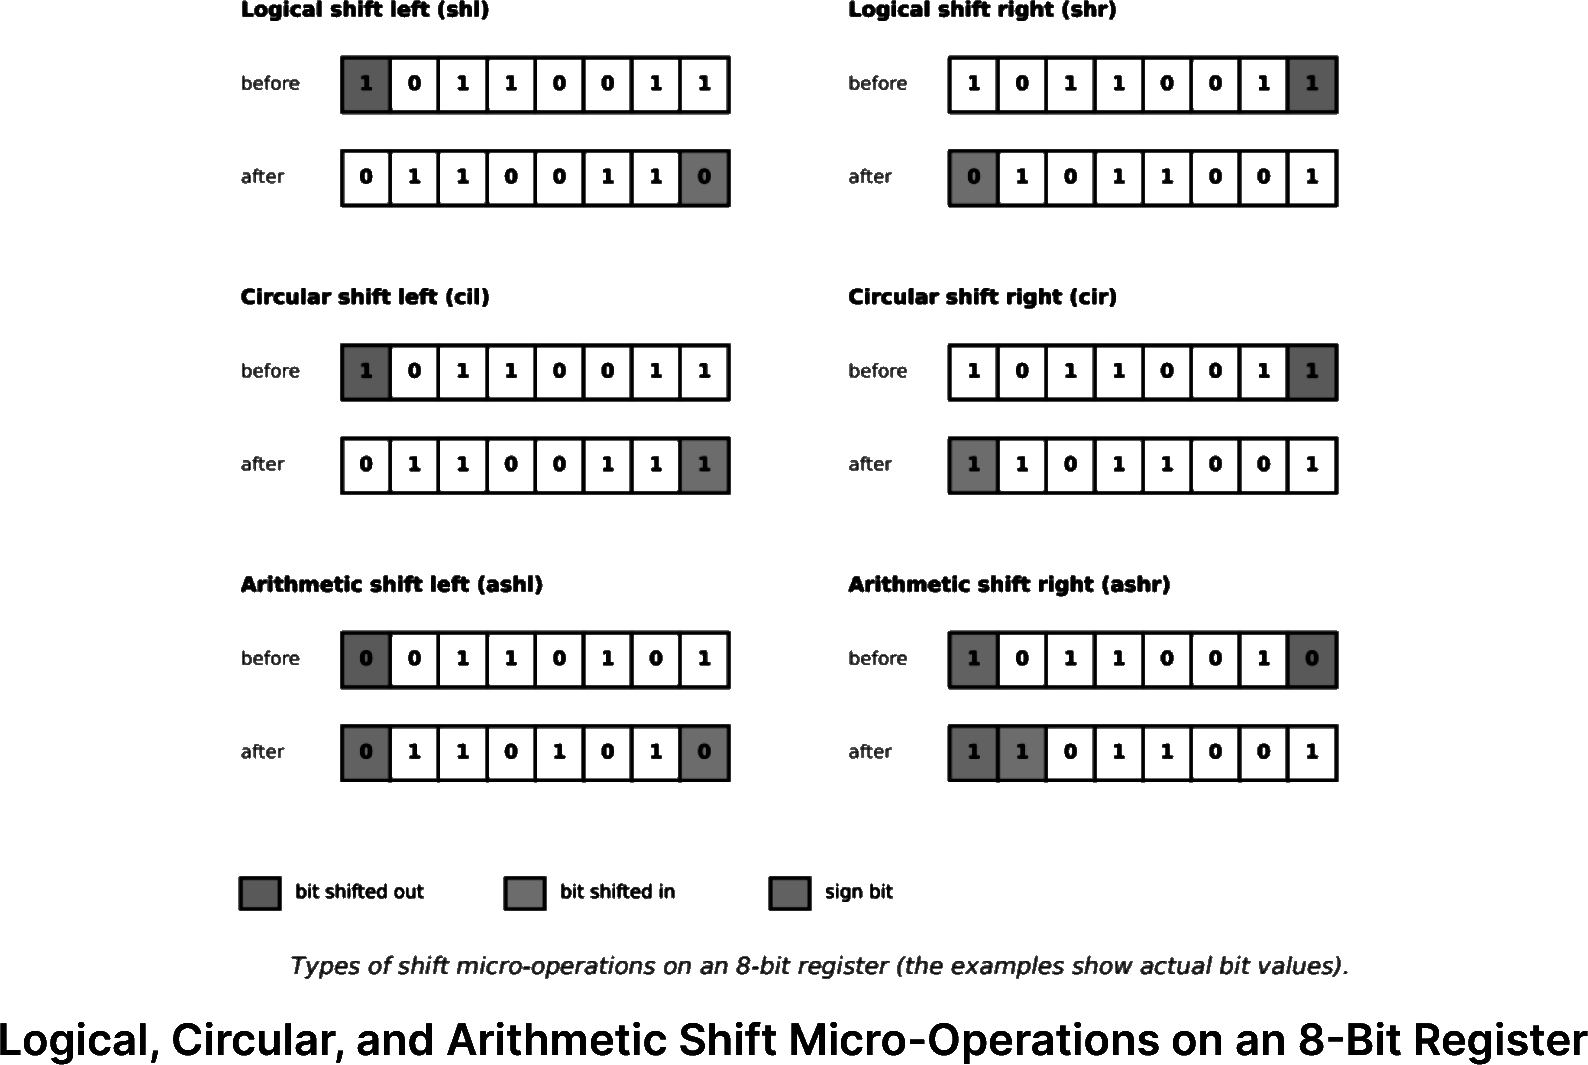 Logical shift left (shl)
before 1 0 1 1 0 0 1 1
after 0 1 1 0 0 1 1 0
Logical shift right (shr)
before 1 0 1 1 0 0 1 1
after 0 1 0 1 1 0 0 1
Circular shift left (cil)
before 1 0 1 1 0 0 1 1
after 0 1 1 0 0 1 1 1
Circular shift right (cir)
before 1 0 1 1 0 0 1 1
after 1 1 0 1 1 0 0 1
Arithmetic shift left (ashl)
before 0 0 1 1 0 1 0 1
after 0 1 1 0 1 0 1 0
Arithmetic shift right (ashr)
before 1 0 1 1 0 0 1 0
after 1 1 0 1 1 0 0 1
bit shifted out
bit shifted in
sign bit
Types of shift micro-operations on an 8-bit register (the examples show actual bit values).
Logical, Circular, and Arithmetic Shift Micro-Operations on an 8-Bit Register